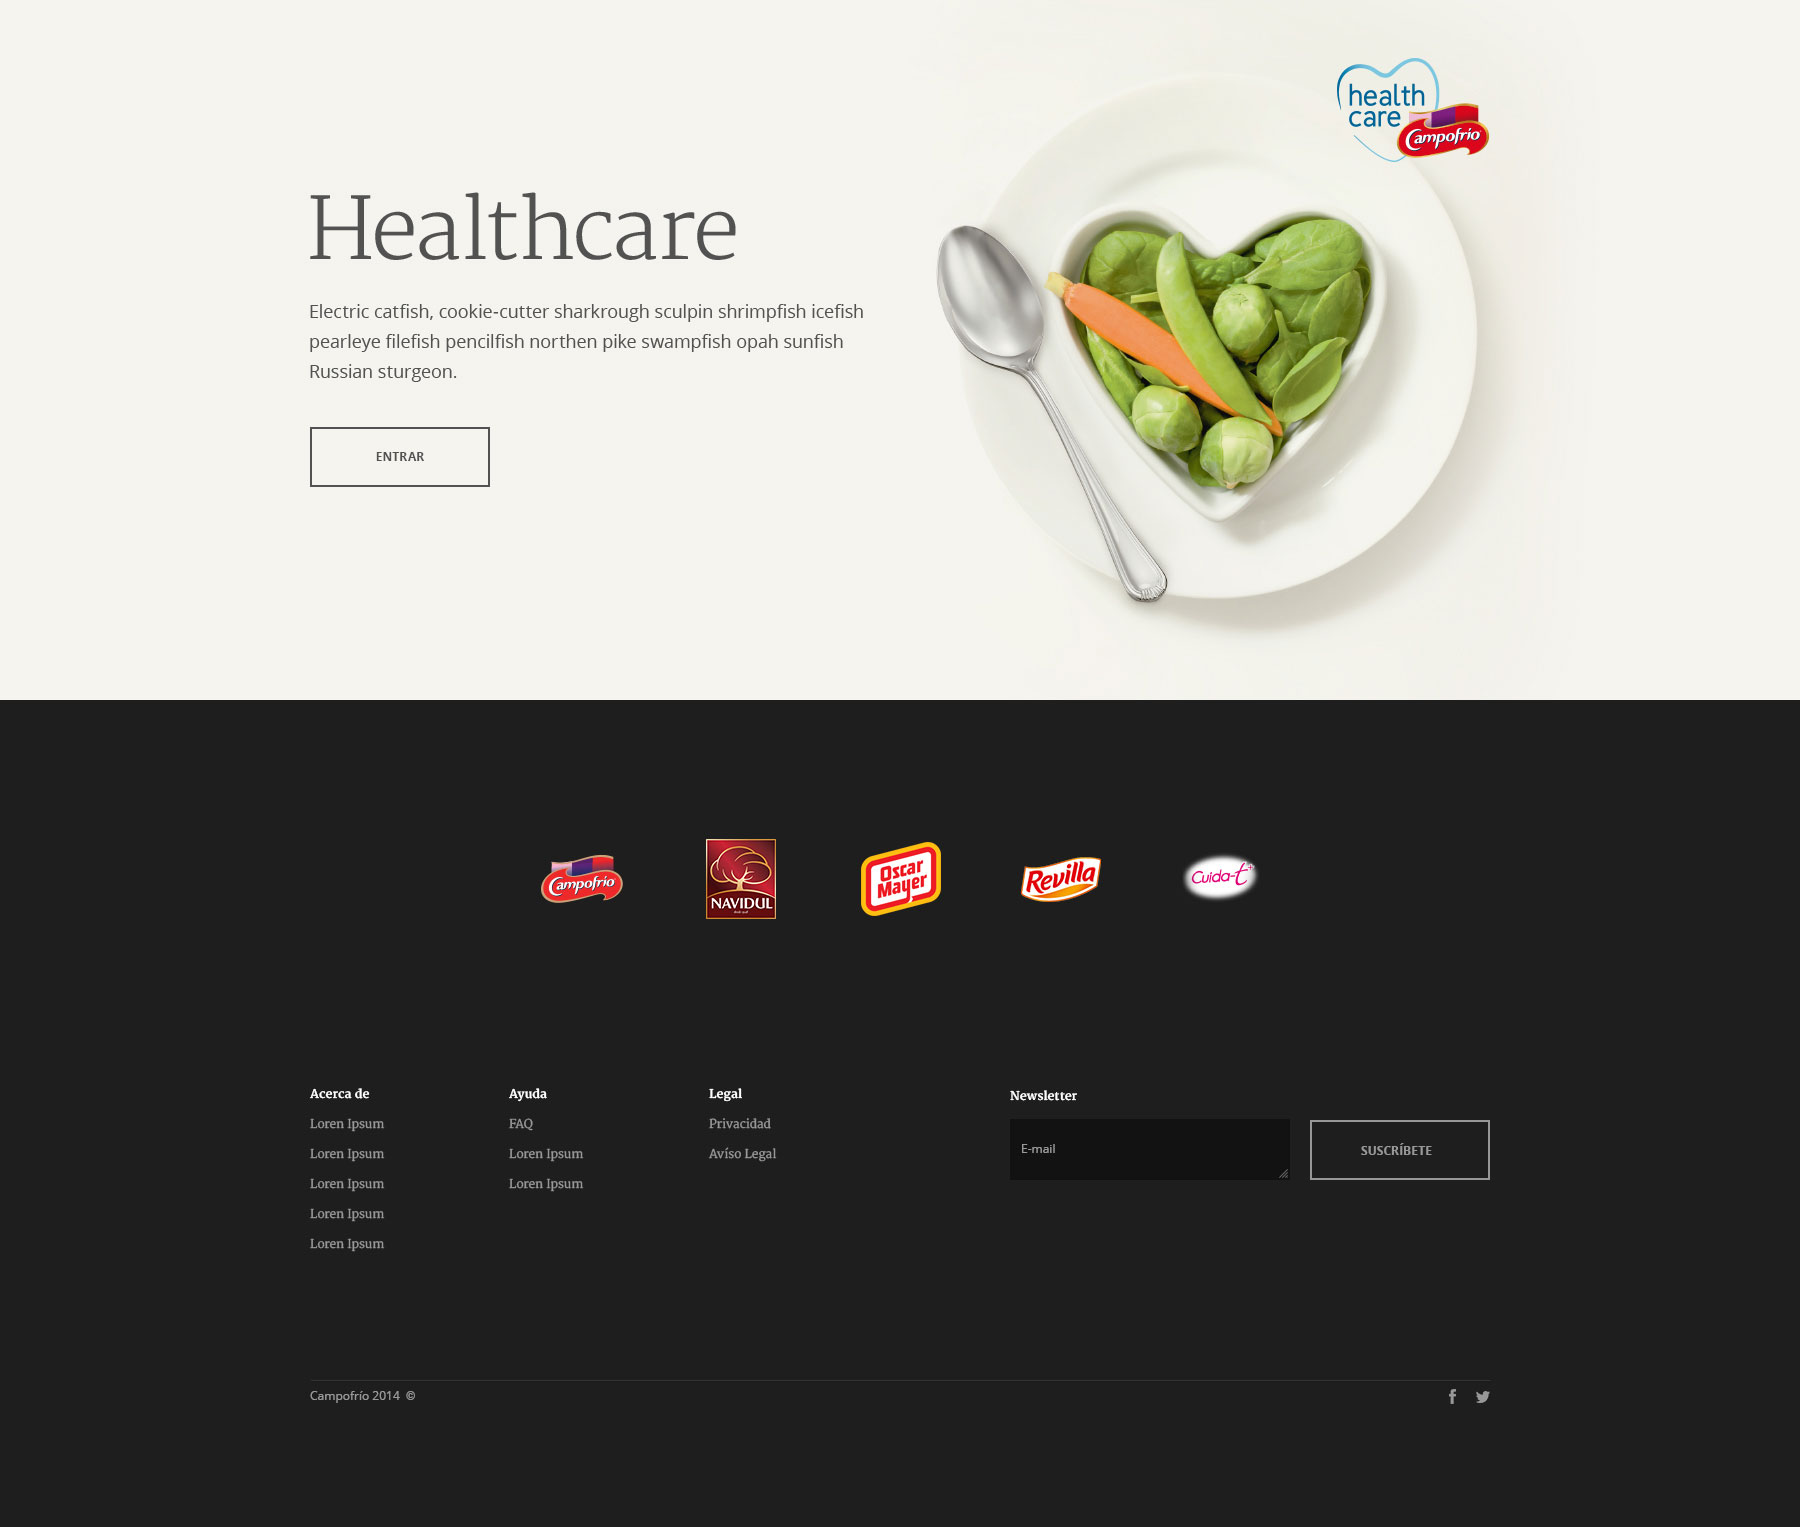 health
care
Campofrío
Healthcare
Electric catfish, cookie-cutter sharkrough sculpin shrimpfish icefish
pearleye filefish pencilfish northen pike swampfish opah sunfish
Russian sturgeon.
ENTRAR
Campofrío
NAVIDUL
Oscar
Mayer
Revilla
Cuida-t+
Acerca de
Loren Ipsum
Loren Ipsum
Loren Ipsum
Loren Ipsum
Loren Ipsum
Ayuda
FAQ
Loren Ipsum
Loren Ipsum
Legal
Privacidad
Avíso Legal
Newsletter
E-mail
SUSCRÍBETE
Campofrío 2014 ©